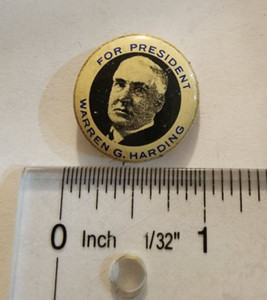 FOR PRESIDENT
WARREN G. HARDING
0 Inch 1/32" 1